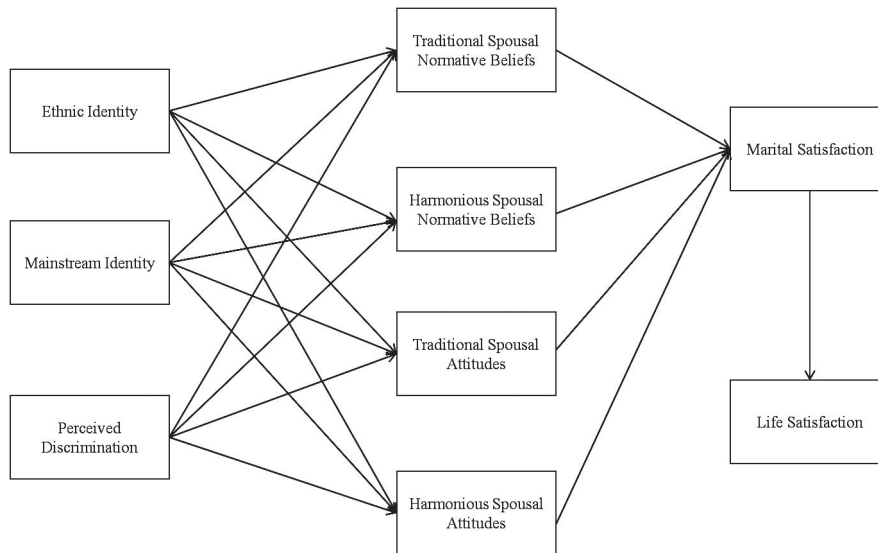 Ethnic Identity
Mainstream Identity
Perceived
Discrimination
Traditional Spousal
Normative Beliefs
Harmonious Spousal
Normative Beliefs
Traditional Spousal
Attitudes
Harmonious Spousal
Attitudes
Marital Satisfaction
Life Satisfaction